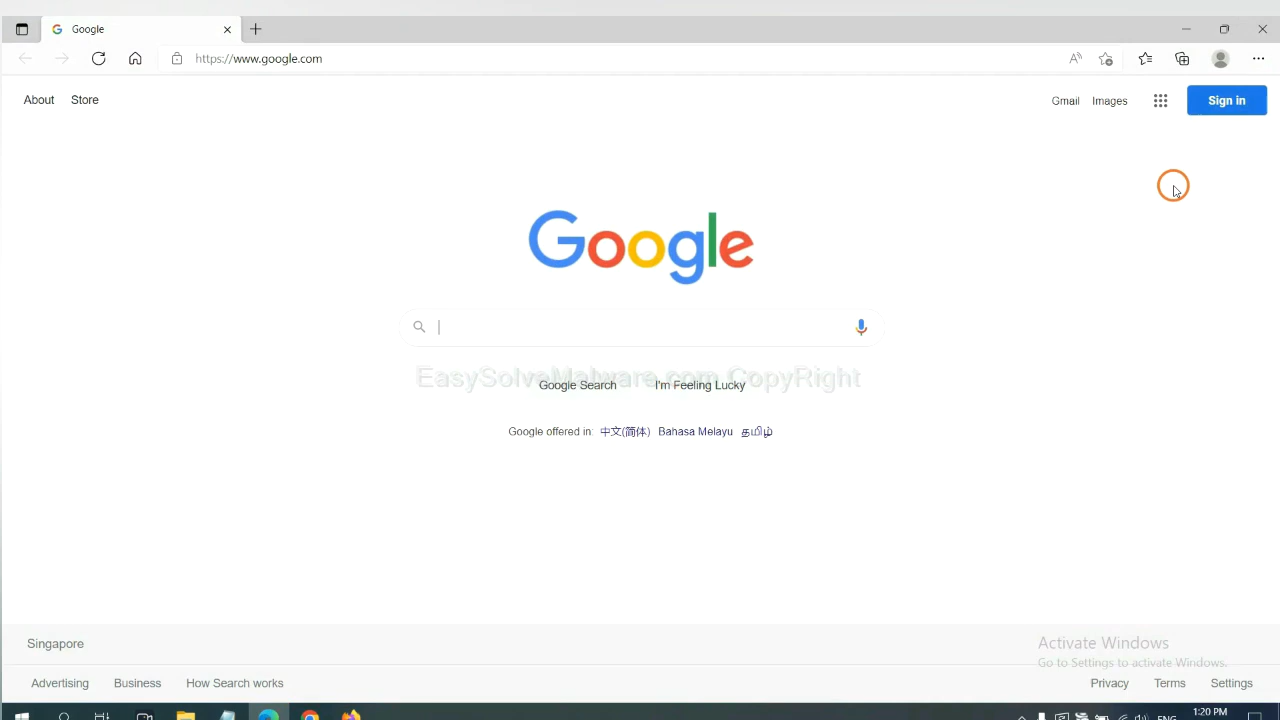 Google
https://www.google.com
About Store
Gmail Images Sign in
Google
EasySolveMalware.com CopyRight
Google Search I'm Feeling Lucky
Google offered in: 中文(简体) Bahasa Melayu தமிழ்
Singapore
Activate Windows
Go to Settings to activate Windows.
Advertising Business How Search works
Privacy Terms Settings
ENG
1:20 PM